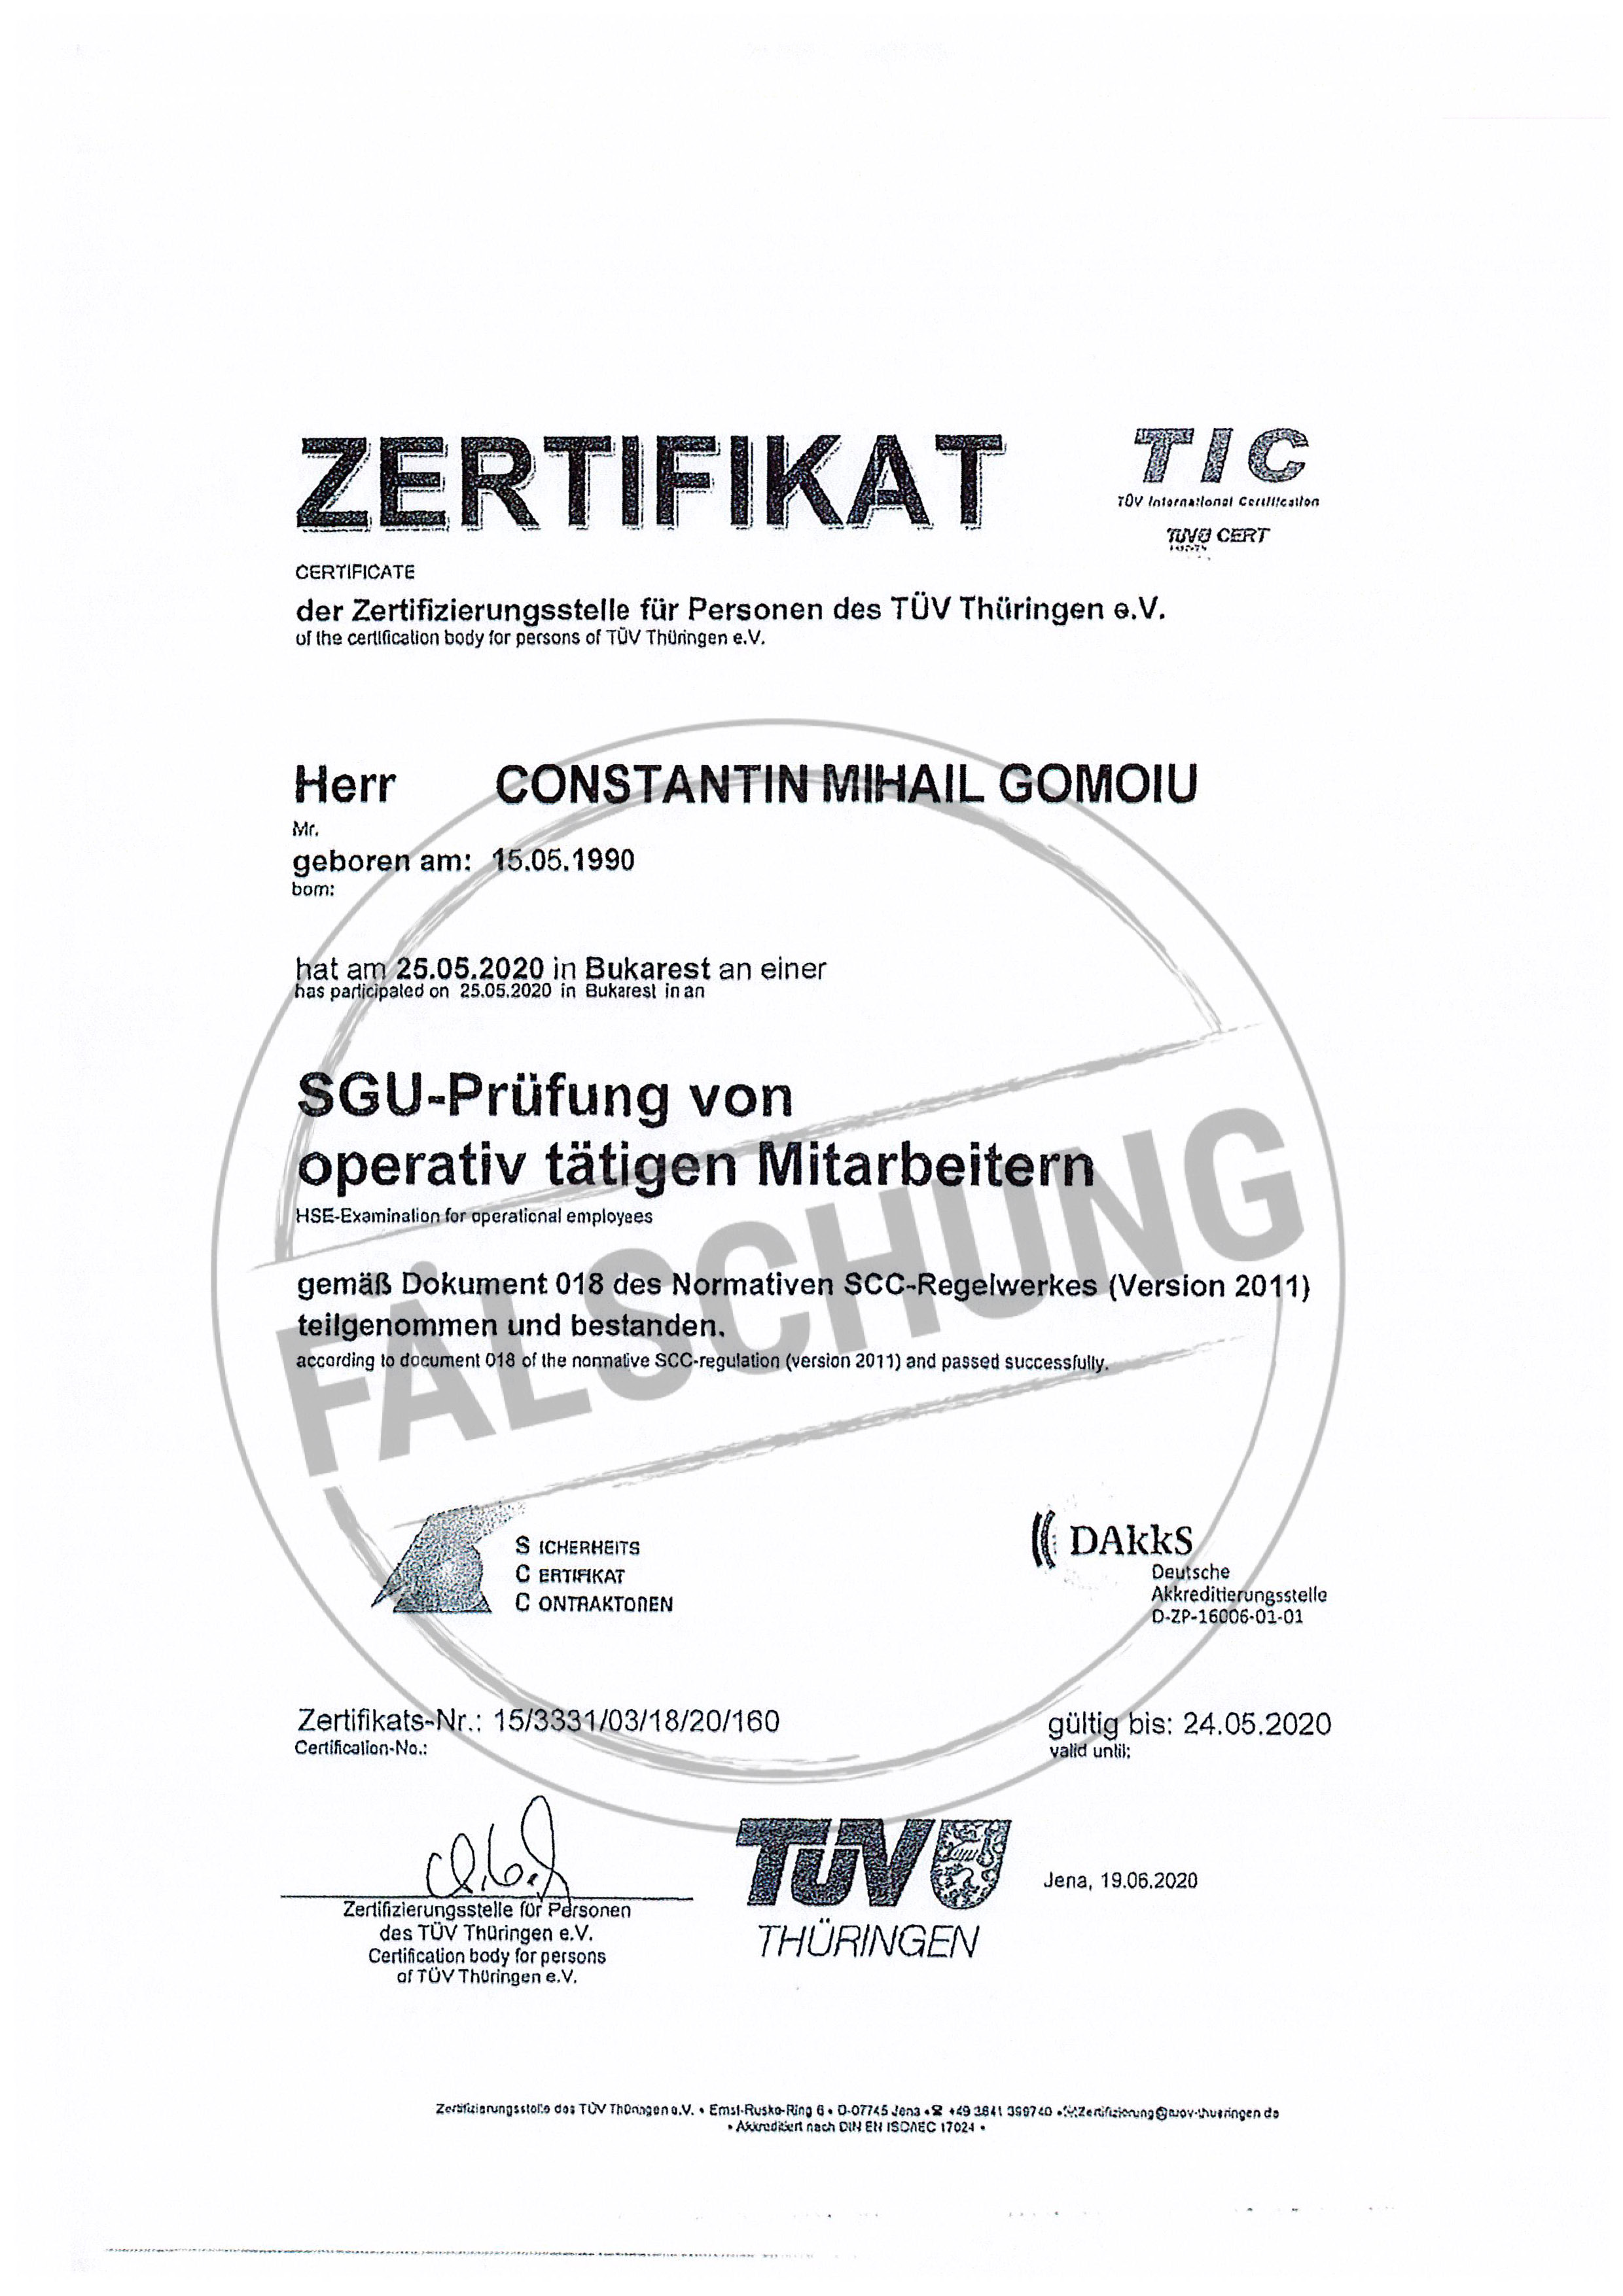 ZERTIFIKAT
TIC
TÜV International Certification
TÜV CERT
CERTIFICATE
der Zertifizierungsstelle für Personen des TÜV Thüringen e.V.
of the certification body for persons of TÜV Thüringen e.V.
Herr CONSTANTIN MIHAIL GOMOIU
Mr.
geboren am: 15.05.1990
born:
hat am 25.05.2020 in Bukarest an einer
has participated on 25.05.2020 in Bukarest in an
SGU-Prüfung von
operativ tätigen Mitarbeitern
HSE-Examination for operational employees
FÄLSCHUNG
gemäß Dokument 018 des Normativen SCC-Regelwerkes (Version 2011)
teilgenommen und bestanden.
according to document 018 of the normative SCC-regulation (version 2011) and passed successfully.
SICHERHEITS
CERTIFIKAT
CONTRAKTOREN
DAkkS
Deutsche
Akkreditierungsstelle
D-ZP-16006-01-01
Zertifikats-Nr.: 15/3331/03/18/20/160
Certification-No.:
gültig bis: 24.05.2020
valid until:
TÜV
THÜRINGEN
Jena, 19.06.2020
Zertifizierungsstelle für Personen
des TÜV Thüringen e.V.
Certification body for persons
of TÜV Thüringen e.V.
Zertifizierungsstelle des TÜV Thüringen e.V. • Ernst-Ruska-Ring 6 • D-07745 Jena • ☎ +49 3641 399740 • Zertifizierung@tuev-thueringen.de
• Akkreditiert nach DIN EN ISO/IEC 17024 •